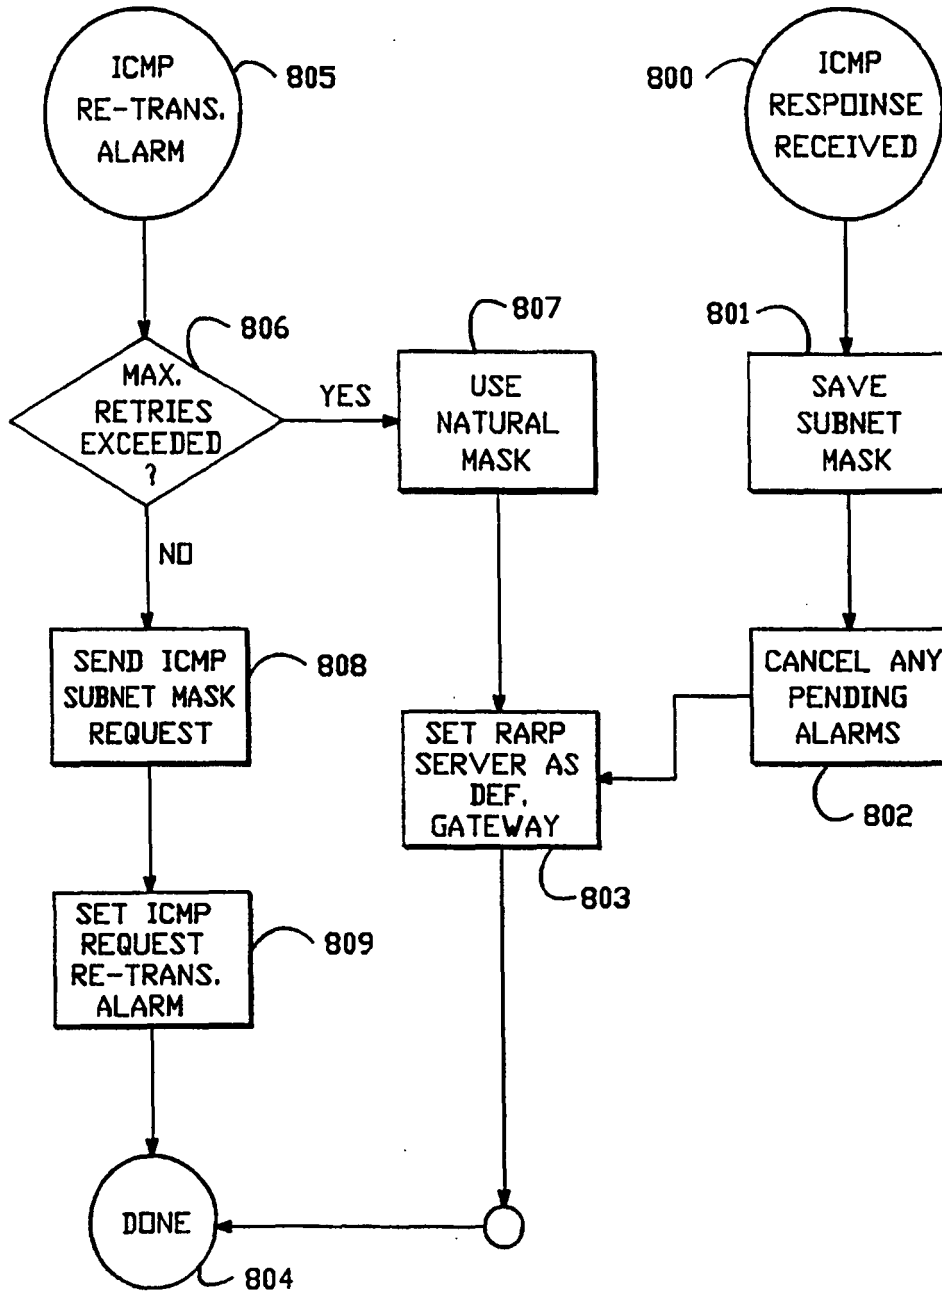 ICMP
RE-TRANS.
ALARM
805
800
ICMP
RESPOINSE
RECEIVED
806
MAX.
RETRIES
EXCEEDED
?
YES
NO
807
USE
NATURAL
MASK
801
SAVE
SUBNET
MASK
SEND ICMP
SUBNET MASK
REQUEST
808
SET RARP
SERVER AS
DEF.
GATEWAY
803
CANCEL ANY
PENDING
ALARMS
802
SET ICMP
REQUEST
RE-TRANS.
ALARM
809
DONE
804